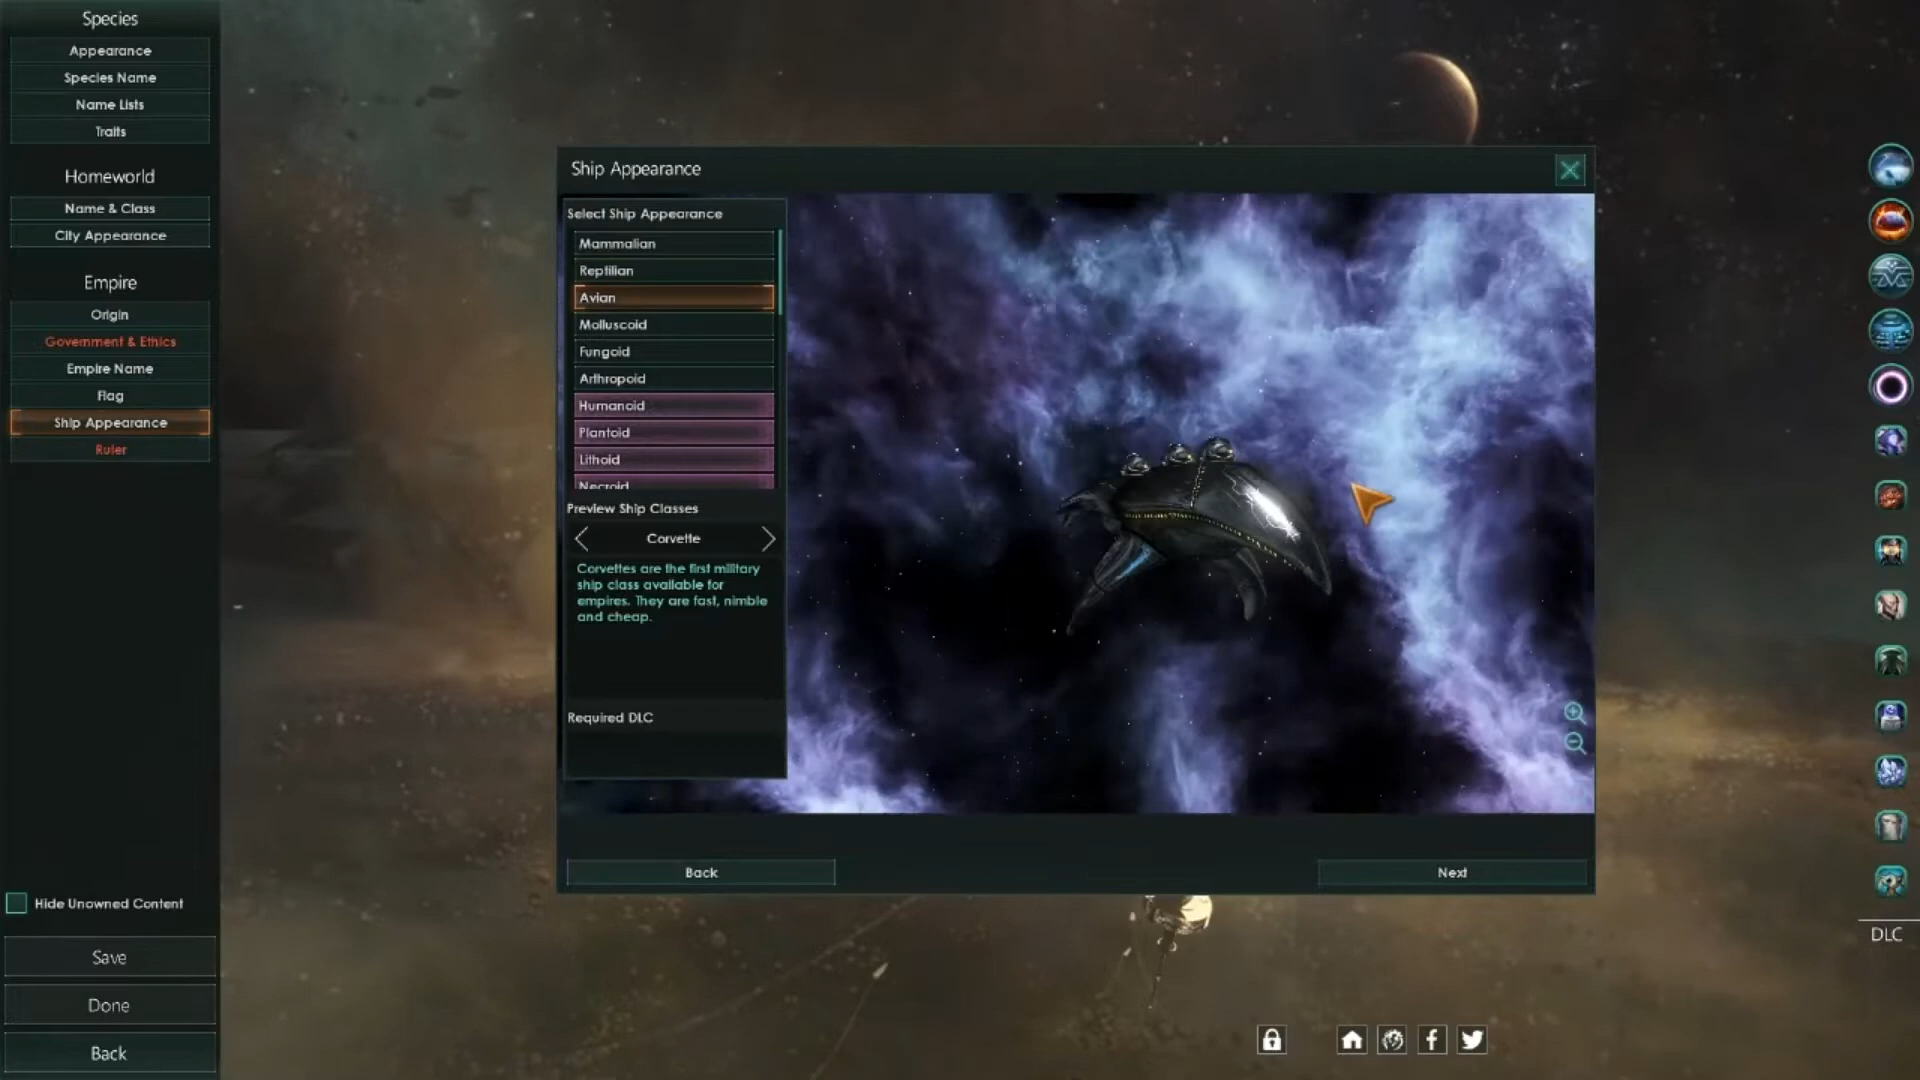 Species
Appearance
Species Name
Name Lists
Traits
Homeworld
Name & Class
City Appearance
Empire
Origin
Government & Ethics
Empire Name
Flag
Ship Appearance
Ruler
Hide Unowned Content
Save
Done
Back
Ship Appearance
Select Ship Appearance
Mammalian
Reptilian
Avian
Molluscoid
Fungoid
Arthropoid
Humanoid
Plantoid
Lithoid
Necroid
Preview Ship Classes
Corvette
Corvettes are the first military
ship class available for
empires. They are fast, nimble
and cheap.
Required DLC
Back
Next
DLC